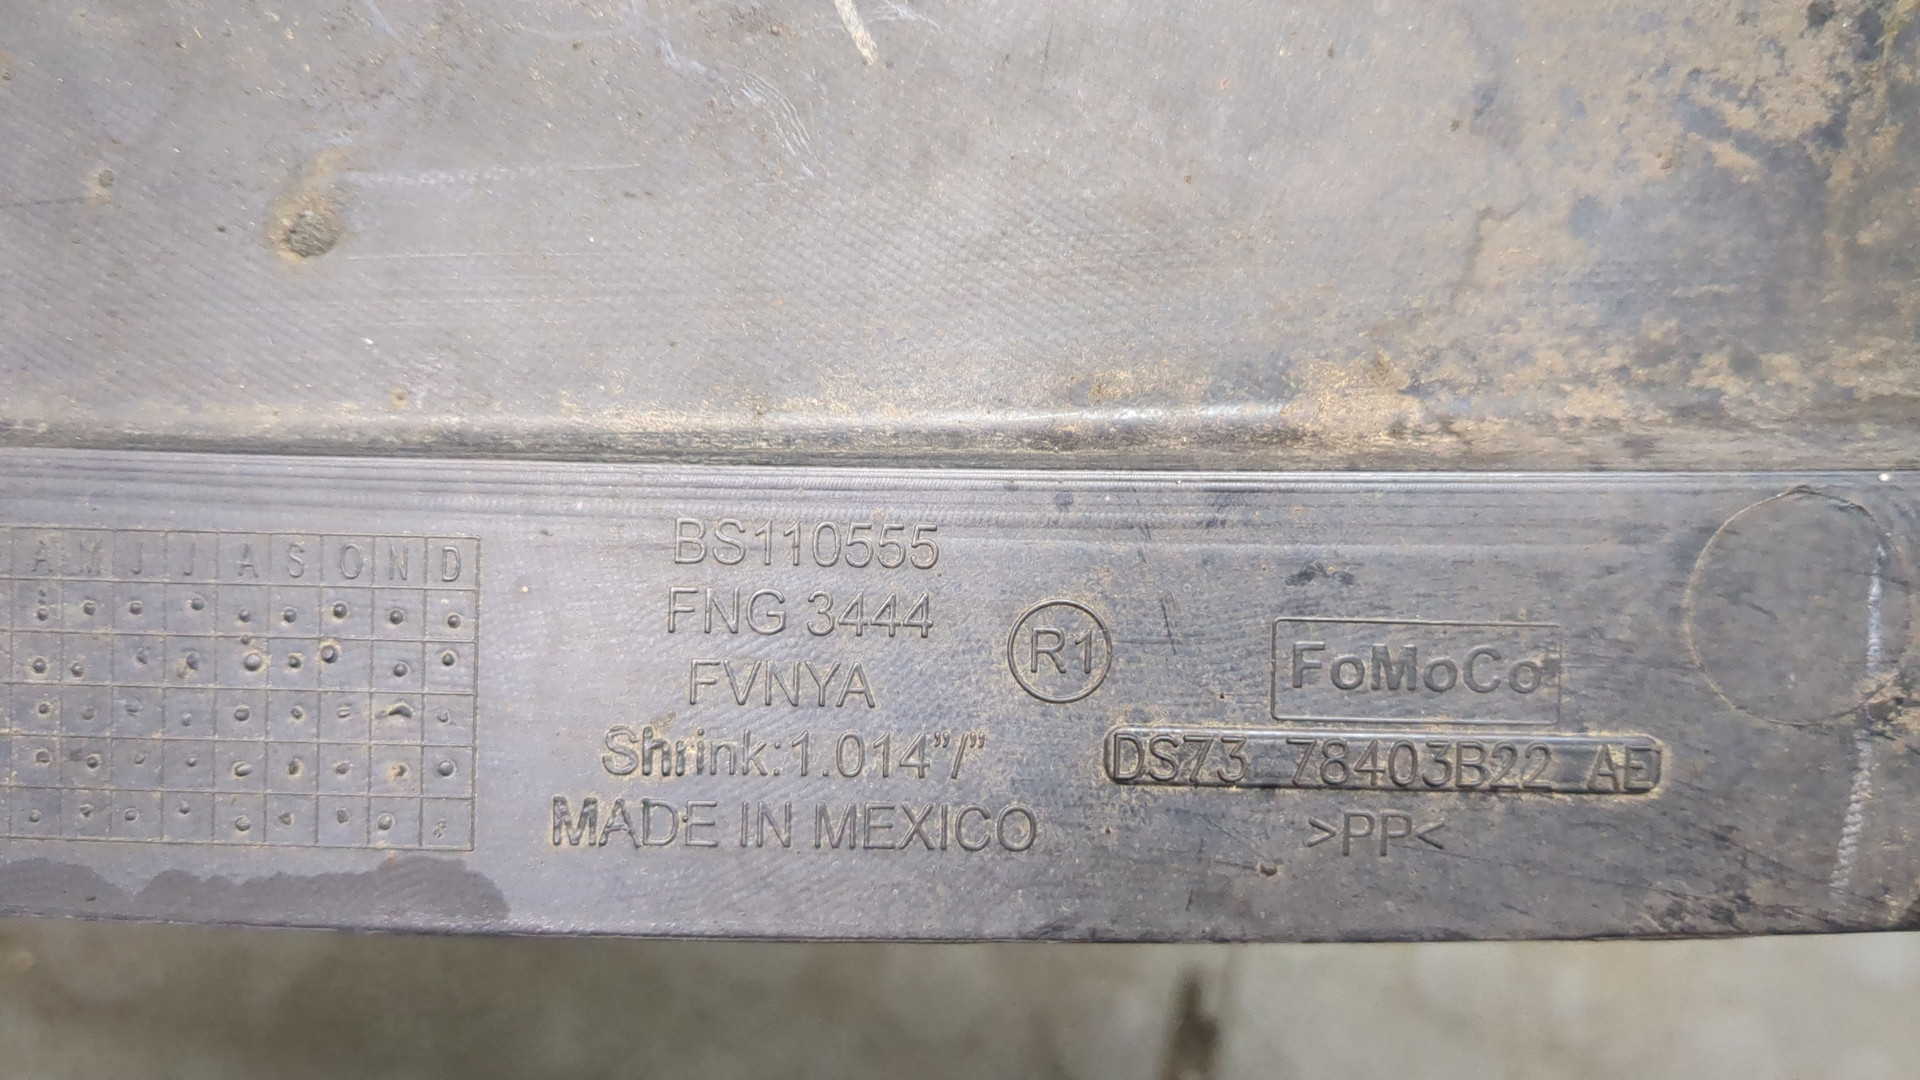 A M J J A S O N D
BS110555
FNG 3444
FVNYA
Shrink:1.014”/”
MADE IN MEXICO
R1
FoMoCo
DS73 78403B22 AE
>PP<